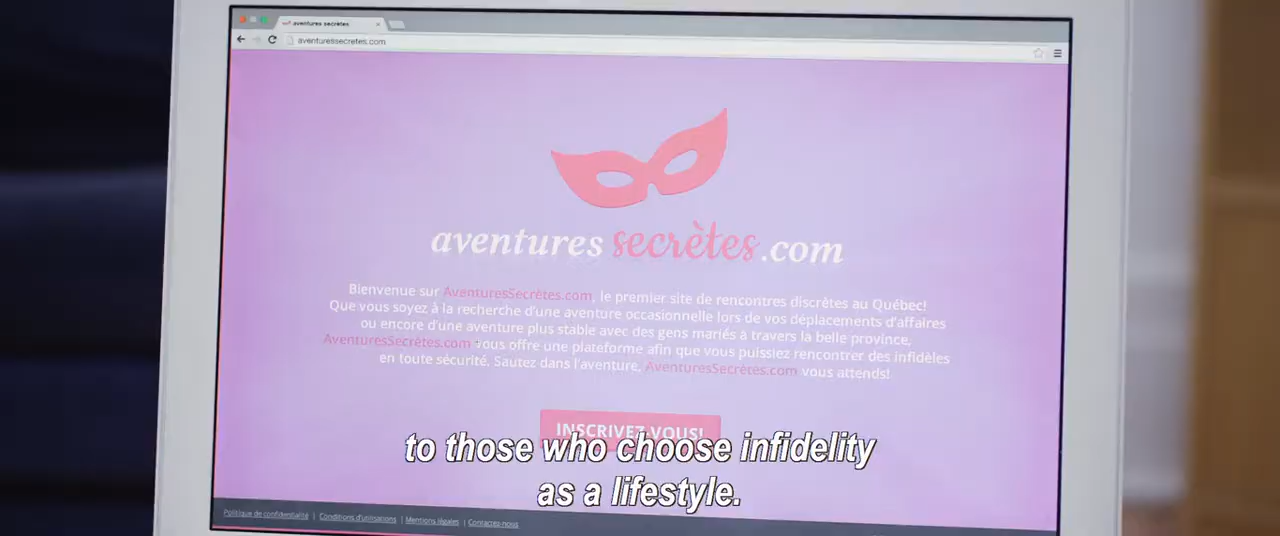 aventures secrètes
aventuressecretes.com
aventures secrètes.com
Bienvenue sur AventuresSecrètes.com, le premier site de rencontres discrètes au Québec!
Que vous soyez à la recherche d'une aventure occasionnelle lors de vos déplacements d'affaires
ou encore d'une aventure plus stable avec des gens mariés à travers la belle province,
AventuresSecrètes.com vous offre une plateforme afin que vous puissiez rencontrer des infidèles
en toute sécurité. Sautez dans l'aventure, AventuresSecrètes.com vous attends!
INSCRIVEZ-VOUS!
to those who choose infidelity
as a lifestyle.
Politique de confidentialité | Conditions d'utilisations | Mentions légales | Contactez-nous